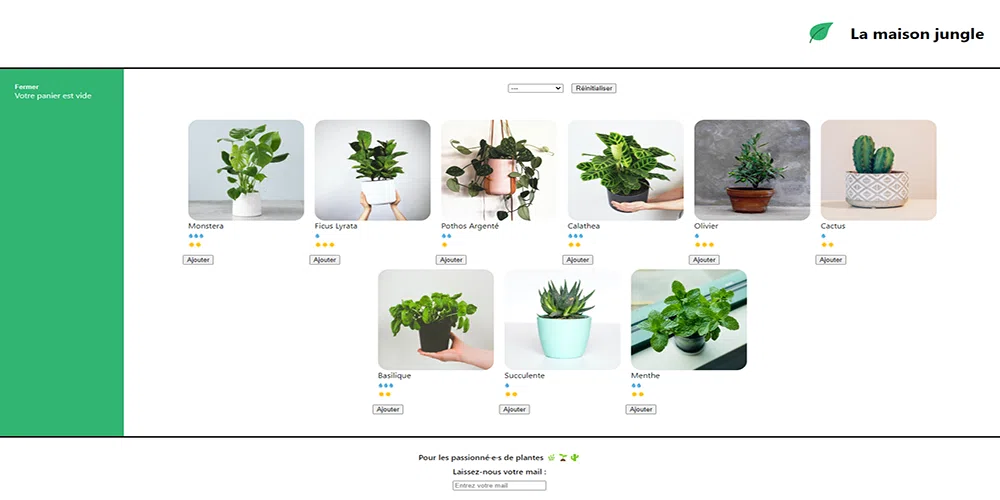 La maison jungle
Fermer
Votre panier est vide
---
Réinitialiser
Monstera
Ficus Lyrata
Pothos Argenté
Calathea
Olivier
Cactus
Ajouter
Ajouter
Ajouter
Ajouter
Ajouter
Ajouter
Basilique
Succulente
Menthe
Ajouter
Ajouter
Ajouter
Pour les passionné·e·s de plantes
Laissez-nous votre mail :
Entrez votre mail